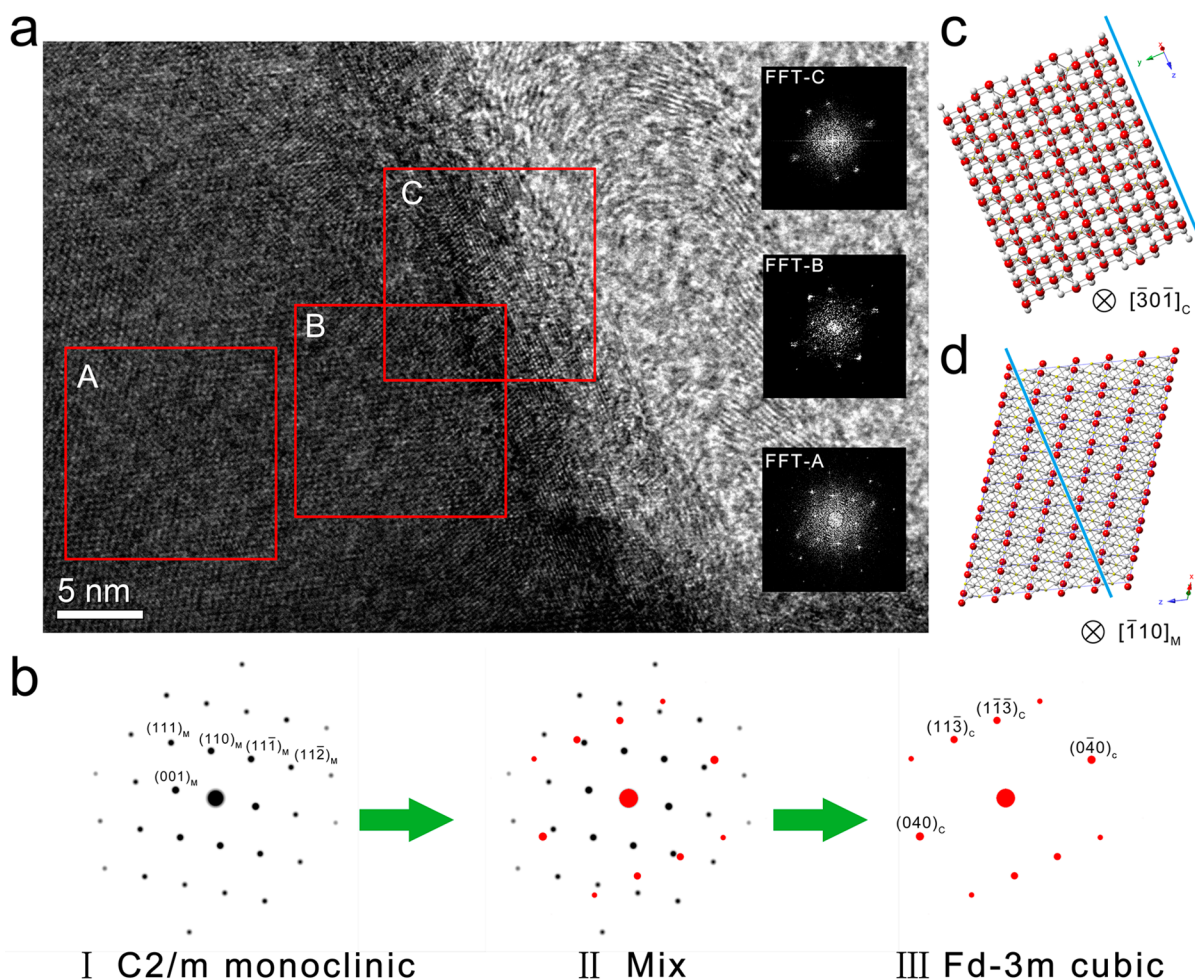 a
FFT-C
C
FFT-B
B
A
FFT-A
5 nm
c
x
y
z
⊗ [3̄01̄]C
d
x
z
⊗ [1̄10]M
b
(111)M
(110)M
(111̄)M
(112̄)M
(001)M
(113̄)C
(11̄3̄)C
(04̄0)C
(040)C
I C2/m monoclinic
II Mix
III Fd-3m cubic